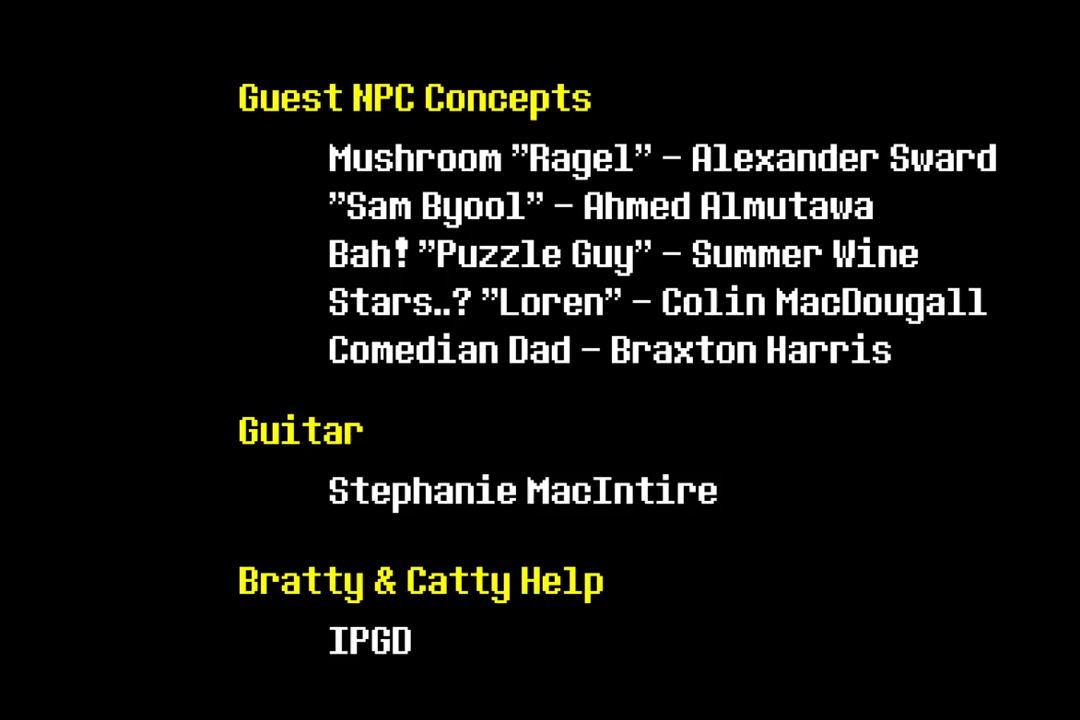 Guest NPC Concepts
Mushroom ”Ragel” – Alexander Sward
”Sam Byool” – Ahmed Almutawa
Bah! ”Puzzle Guy” – Summer Wine
Stars..? ”Loren” – Colin MacDougall
Comedian Dad – Braxton Harris
Guitar
Stephanie MacIntire
Bratty & Catty Help
IPGD